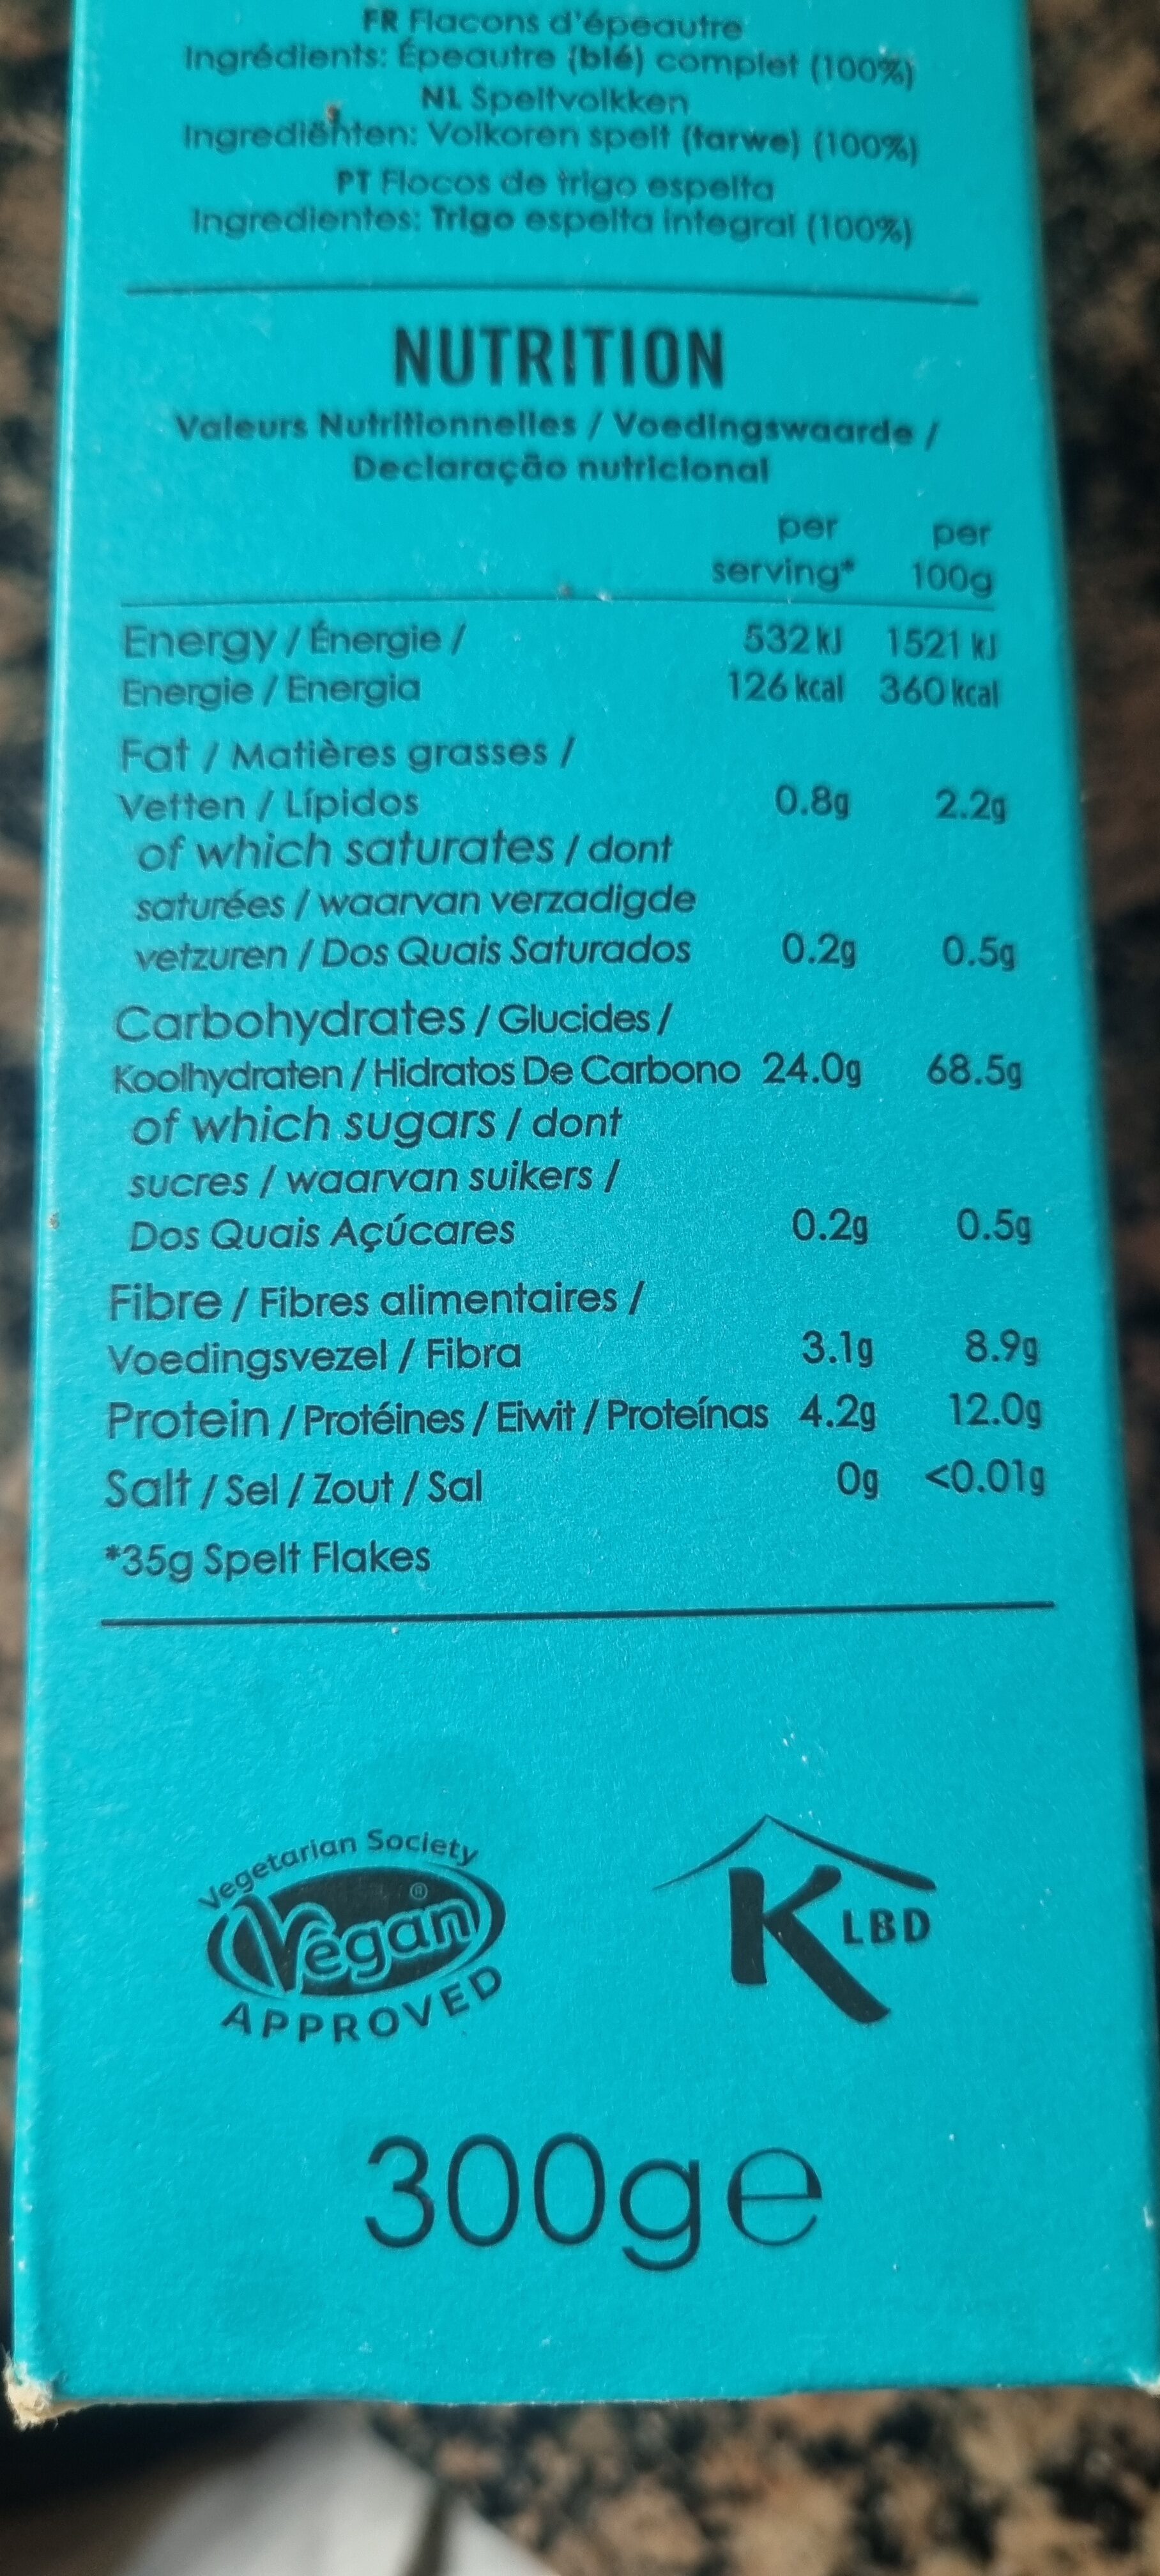 FR Flacons d'épeautre
Ingrédients: Épeautre (blé) complet (100%)
NL Speltvolkken
Ingrediënten: Volkoren spelt (tarwe) (100%)
PT Flocos de trigo espelta
Ingredientes: Trigo espelta integral (100%)
NUTRITION
Valeurs Nutritionnelles / Voedingswaarde /
Declaração nutricional
per per
serving* 100g
Energy / Énergie / 532 kJ 1521 kJ
Energie / Energia 126 kcal 360 kcal
Fat / Matières grasses /
Vetten / Lípidos 0.8g 2.2g
of which saturates / dont
saturées / waarvan verzadigde
vetzuren / Dos Quais Saturados 0.2g 0.5g
Carbohydrates / Glucides /
Koolhydraten / Hidratos De Carbono 24.0g 68.5g
of which sugars / dont
sucres / waarvan suikers /
Dos Quais Açúcares 0.2g 0.5g
Fibre / Fibres alimentaires /
Voedingsvezel / Fibra 3.1g 8.9g
Protein / Protéines / Eiwit / Proteínas 4.2g 12.0g
Salt / Sel / Zout / Sal 0g <0.01g
*35g Spelt Flakes
Vegetarian Society
Vegan®
APPROVED
K LBD
300g e